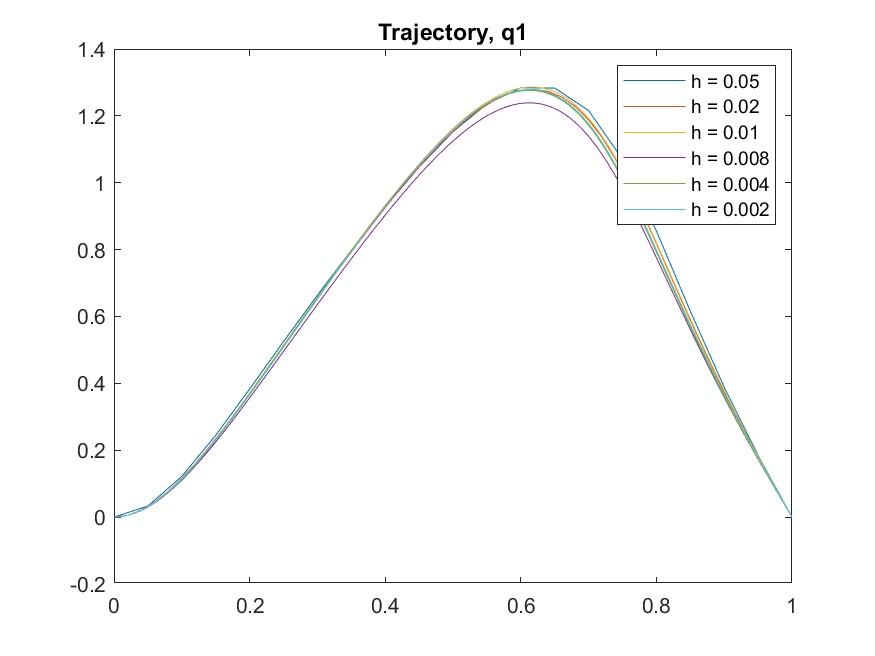 Trajectory, q1
1.4
1.2
1
0.8
0.6
0.4
0.2
0
-0.2
h = 0.05
h = 0.02
h = 0.01
h = 0.008
h = 0.004
h = 0.002
0 0.2 0.4 0.6 0.8 1